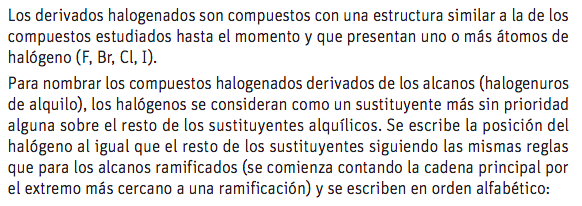 Los derivados halogenados son compuestos con una estructura similar a la de los
compuestos estudiados hasta el momento y que presentan uno o más átomos de
halógeno (F, Br, Cl, I).
Para nombrar los compuestos halogenados derivados de los alcanos (halogenuros
de alquilo), los halógenos se consideran como un sustituyente más sin prioridad
alguna sobre el resto de los sustituyentes alquílicos. Se escribe la posición del
halógeno al igual que el resto de los sustituyentes siguiendo las mismas reglas
que para los alcanos ramificados (se comienza contando la cadena principal por
el extremo más cercano a una ramificación) y se escriben en orden alfabético: